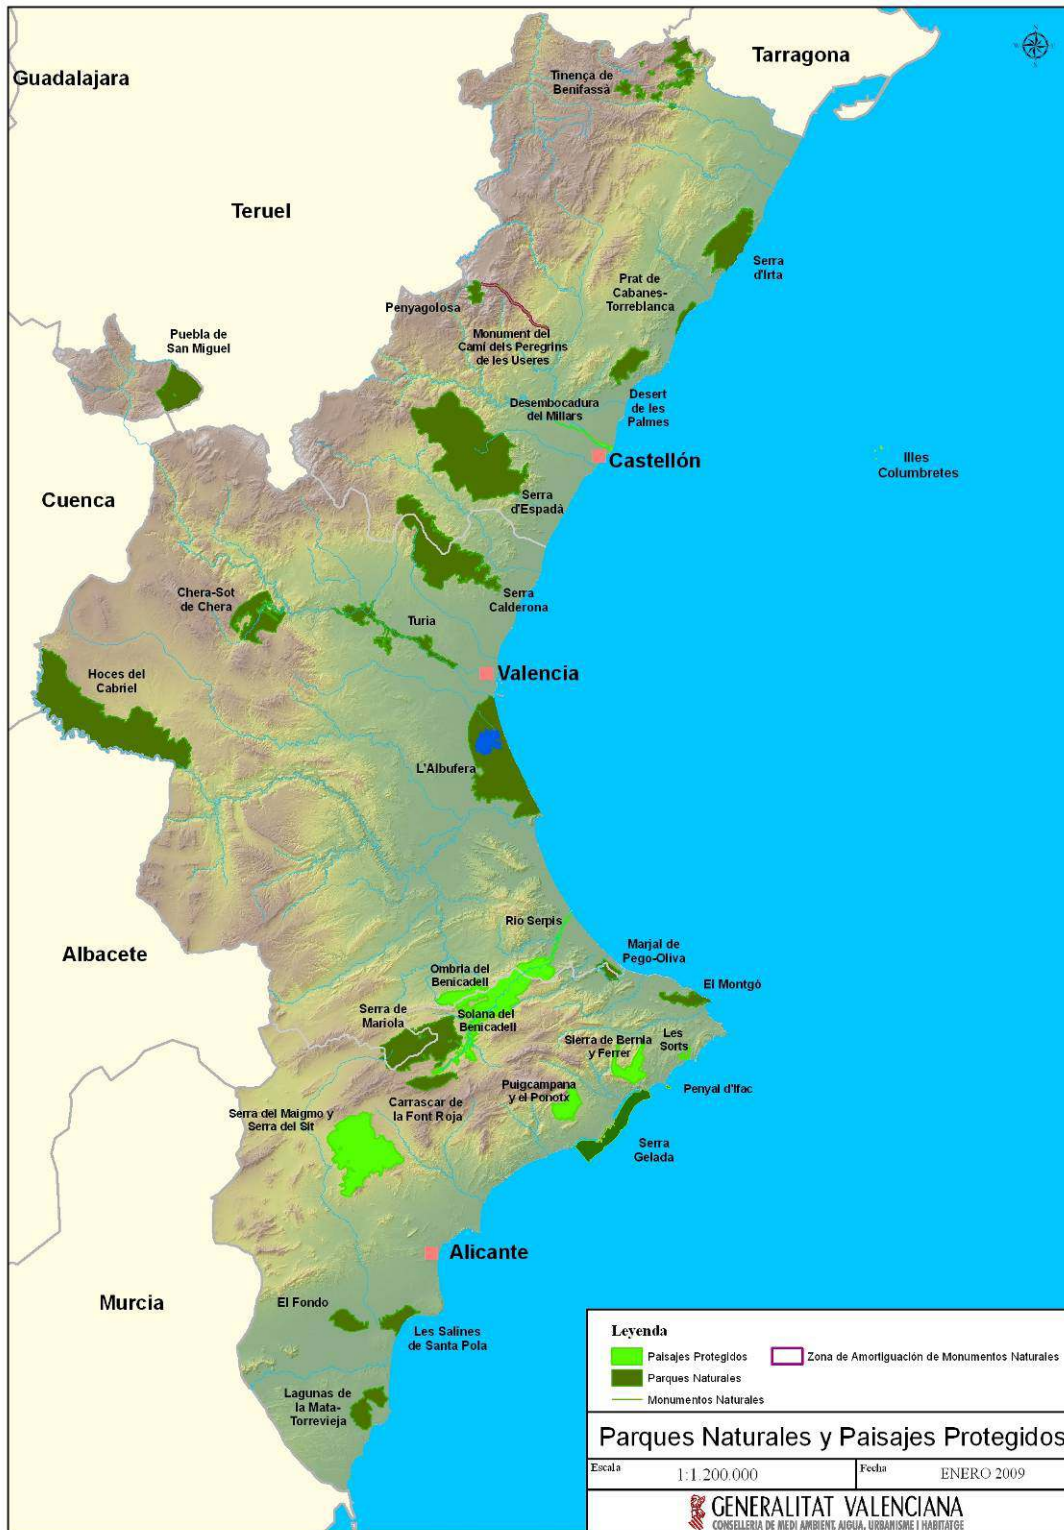 Guadalajara
Tarragona
Tinença de
Benifassà
Teruel
Serra
d'Irta
Prat de
Cabanes-
Torreblanca
Penyagolosa
Monument del
Camí dels Peregrins
de les Useres
Puebla de
San Miguel
Desert
de les
Palmes
Desembocadura
del Millars
Castellón
Illes
Columbretes
Cuenca
Serra
d'Espadà
Chera-Sot
de Chera
Serra
Calderona
Turia
Valencia
Hoces del
Cabriel
L'Albufera
Río Serpis
Marjal de
Pego-Oliva
Albacete
Ombria del
Benicadell
El Montgó
Serra de
Mariola
Solana del
Benicadell
Sierra de Bernia
y Ferrer
Les
Sorts
Penyal d'Ifac
Puigcampana
y el Ponotx
Carrascar de
la Font Roja
Serra del Maigmo y
Serra del Sit
Serra
Gelada
Alicante
Murcia
El Fondo
Les Salines
de Santa Pola
Lagunas de
la Mata-
Torrevieja
Leyenda
Paisajes Protegidos
Zona de Amortiguación de Monumentos Naturales
Parques Naturales
Monumentos Naturales
Parques Naturales y Paisajes Protegidos
Escala 1:1.200.000 Fecha ENERO 2009
GENERALITAT VALENCIANA
CONSELLERIA DE MEDI AMBIENT, AIGUA, URBANISME I HABITATGE